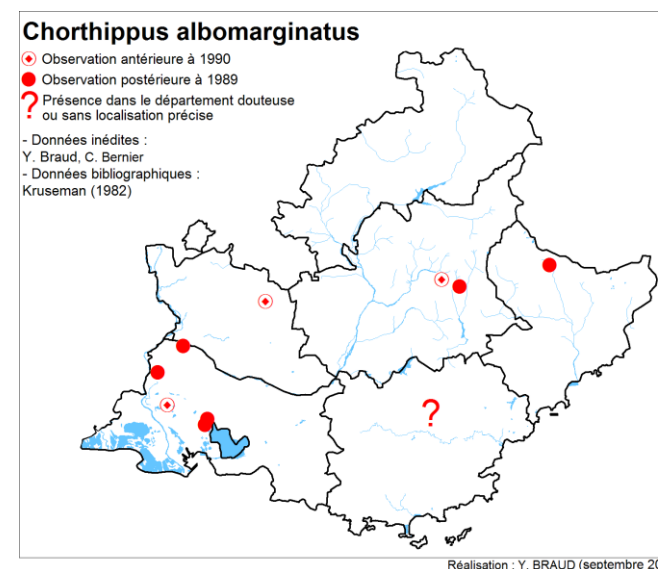 Chorthippus albomarginatus
Observation antérieure à 1990
Observation postérieure à 1989
? Présence dans le département douteuse
ou sans localisation précise
- Données inédites :
Y. Braud, C. Bernier
- Données bibliographiques :
Kruseman (1982)
?
Réalisation : Y. BRAUD (septembre 20